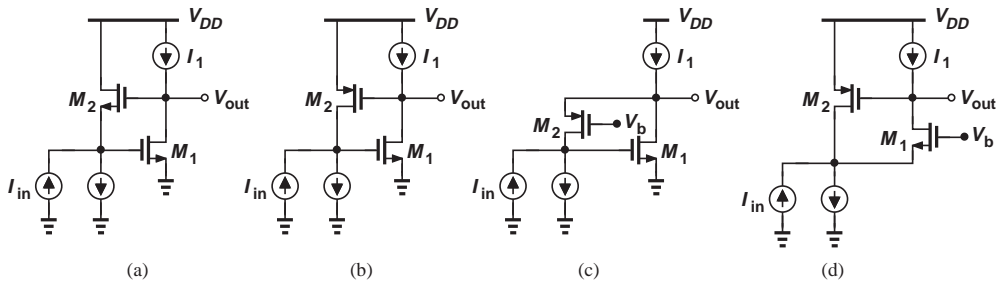 V_DD
I_1
M_2
V_out
M_1
I_in
(a)
V_DD
I_1
M_2
V_out
M_1
I_in
(b)
V_DD
I_1
V_out
M_2
V_b
M_1
I_in
(c)
V_DD
I_1
M_2
V_out
M_1
V_b
I_in
(d)